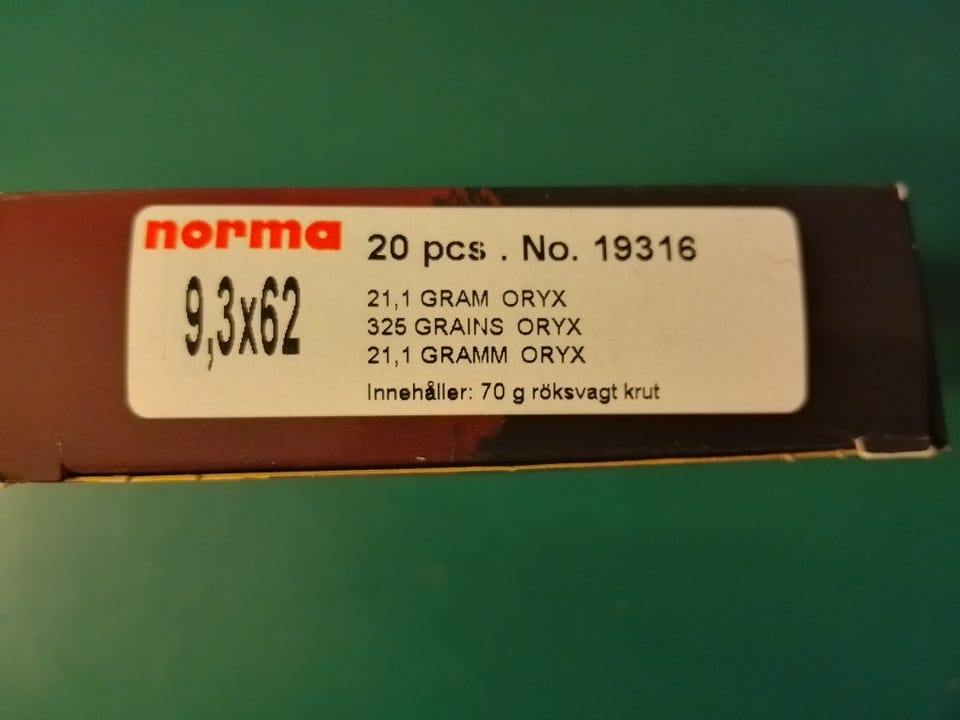 norma
9,3x62
20 pcs . No. 19316
21,1 GRAM ORYX
325 GRAINS ORYX
21,1 GRAMM ORYX
Innehåller: 70 g röksvagt krut